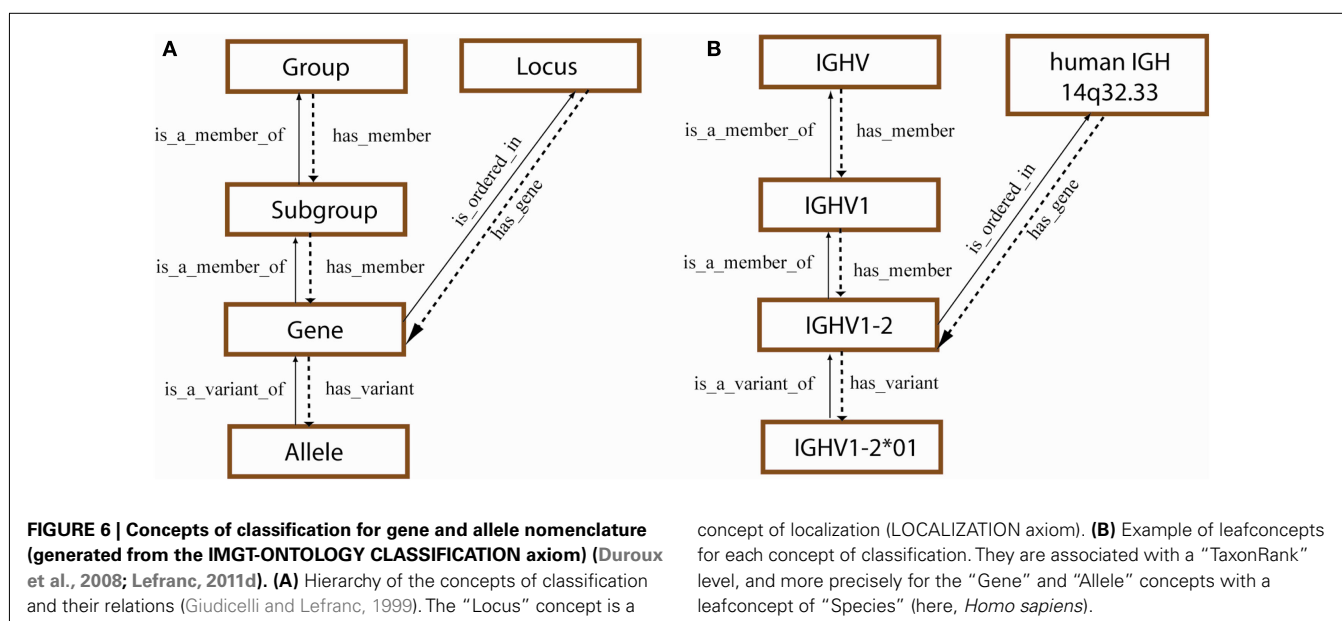 A
Group
Locus
is_a_member_of
has_member
is_ordered_in
has_gene
Subgroup
is_a_member_of
has_member
Gene
is_a_variant_of
has_variant
Allele
B
IGHV
human IGH
14q32.33
is_a_member_of
has_member
is_ordered_in
has_gene
IGHV1
is_a_member_of
has_member
IGHV1-2
is_a_variant_of
has_variant
IGHV1-2*01
FIGURE 6 | Concepts of classification for gene and allele nomenclature
(generated from the IMGT-ONTOLOGY CLASSIFICATION axiom) (Duroux
et al., 2008; Lefranc, 2011d). (A) Hierarchy of the concepts of classification
and their relations (Giudicelli and Lefranc, 1999). The “Locus” concept is a
concept of localization (LOCALIZATION axiom). (B) Example of leafconcepts
for each concept of classification. They are associated with a “TaxonRank”
level, and more precisely for the “Gene” and “Allele” concepts with a
leafconcept of “Species” (here, Homo sapiens).